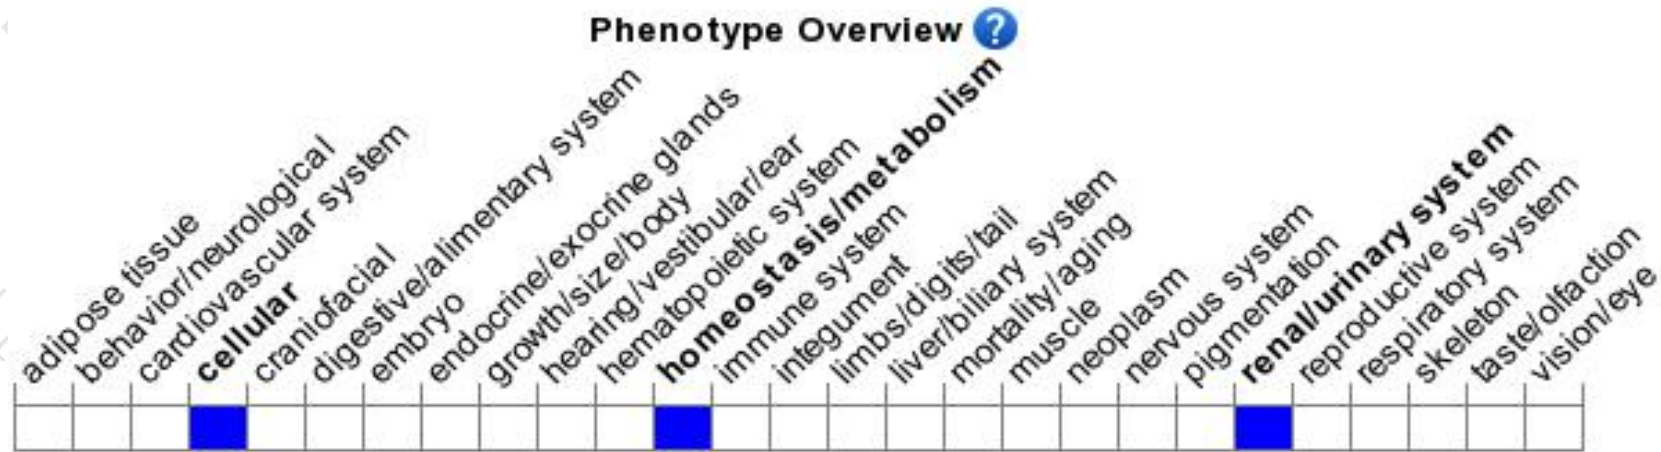 Phenotype Overview ?
adipose tissue
behavior/neurological
cardiovascular system
cellular
craniofacial
digestive/alimentary system
embryo
endocrine/exocrine glands
growth/size/body
hearing/vestibular/ear
hematopoietic system
homeostasis/metabolism
immune system
integument
limbs/digits/tail
liver/biliary system
mortality/aging
muscle
neoplasm
nervous system
pigmentation
renal/urinary system
reproductive system
respiratory system
skeleton
taste/olfaction
vision/eye